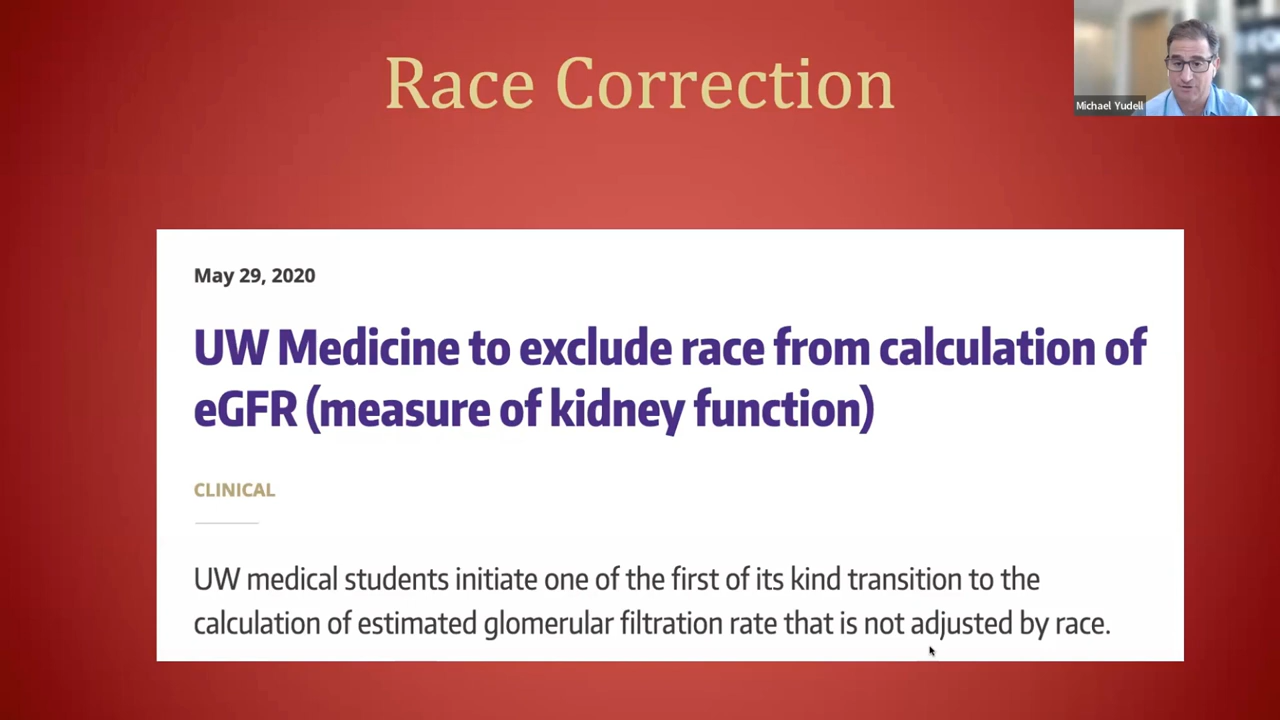 Race Correction
Michael Yudell
May 29, 2020
UW Medicine to exclude race from calculation of
eGFR (measure of kidney function)
CLINICAL
UW medical students initiate one of the first of its kind transition to the
calculation of estimated glomerular filtration rate that is not adjusted by race.